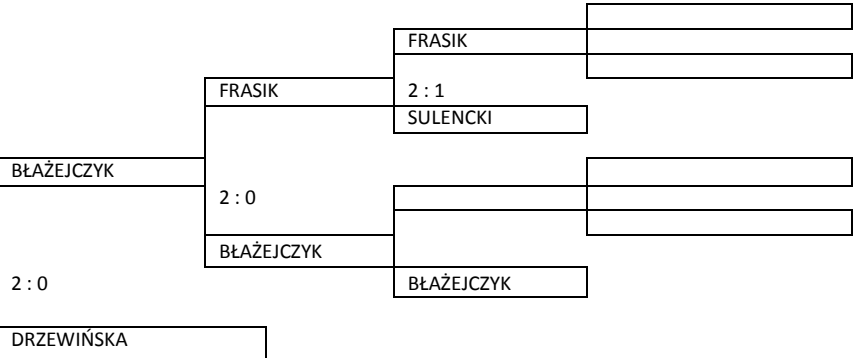 FRASIK
FRASIK
2 : 1
SULENCKI
BŁAŻEJCZYK
2 : 0
BŁAŻEJCZYK
2 : 0
BŁAŻEJCZYK
DRZEWIŃSKA